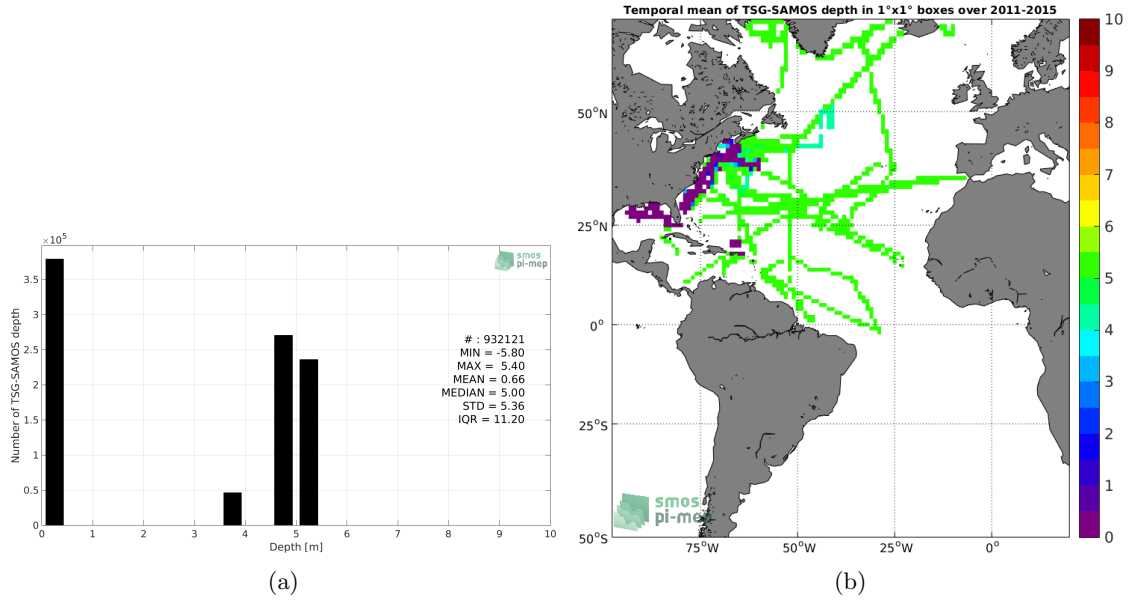 Temporal mean of TSG-SAMOS depth in 1°x1° boxes over 2011-2015
×10⁵
3.5
3
2.5
2
1.5
1
0.5
0
Number of TSG-SAMOS depth
smos
pi-mep
# : 932121
MIN = -5.80
MAX = 5.40
MEAN = 0.66
MEDIAN = 5.00
STD = 5.36
IQR = 11.20
0 1 2 3 4 5 6 7 8 9 10
Depth [m]
(a)
50°N
25°N
0°
25°S
50°S
75°W 50°W 25°W 0°
smos
pi-mep
10
9
8
7
6
5
4
3
2
1
0
(b)